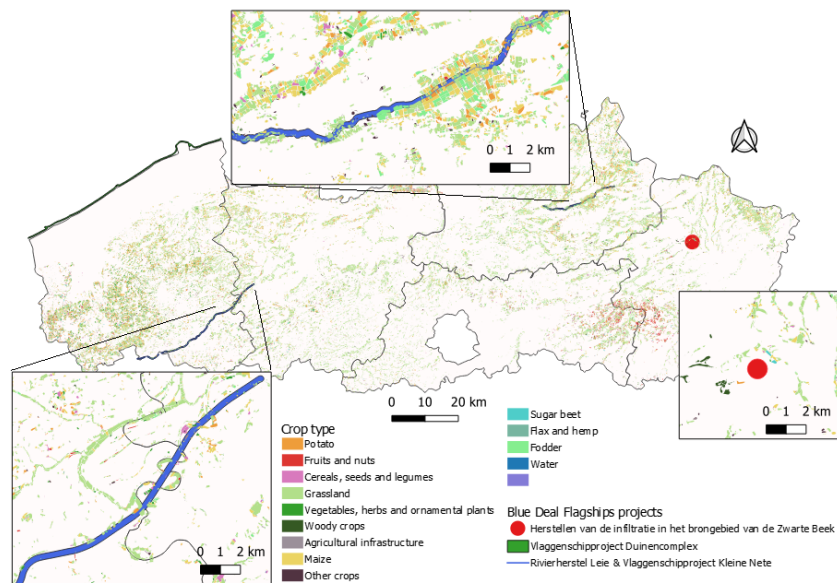 0 1 2 km
0 10 20 km
0 1 2 km
0 1 2 km
Crop type
Potato
Fruits and nuts
Cereals, seeds and legumes
Grassland
Vegetables, herbs and ornamental plants
Woody crops
Agricultural infrastructure
Maize
Other crops
Sugar beet
Flax and hemp
Fodder
Water
Blue Deal Flagships projects
Herstellen van de infiltratie in het brongebied van de Zwarte Beek
Vlaggenschipproject Duinencomplex
Rivierherstel Leie & Vlaggenschipproject Kleine Nete